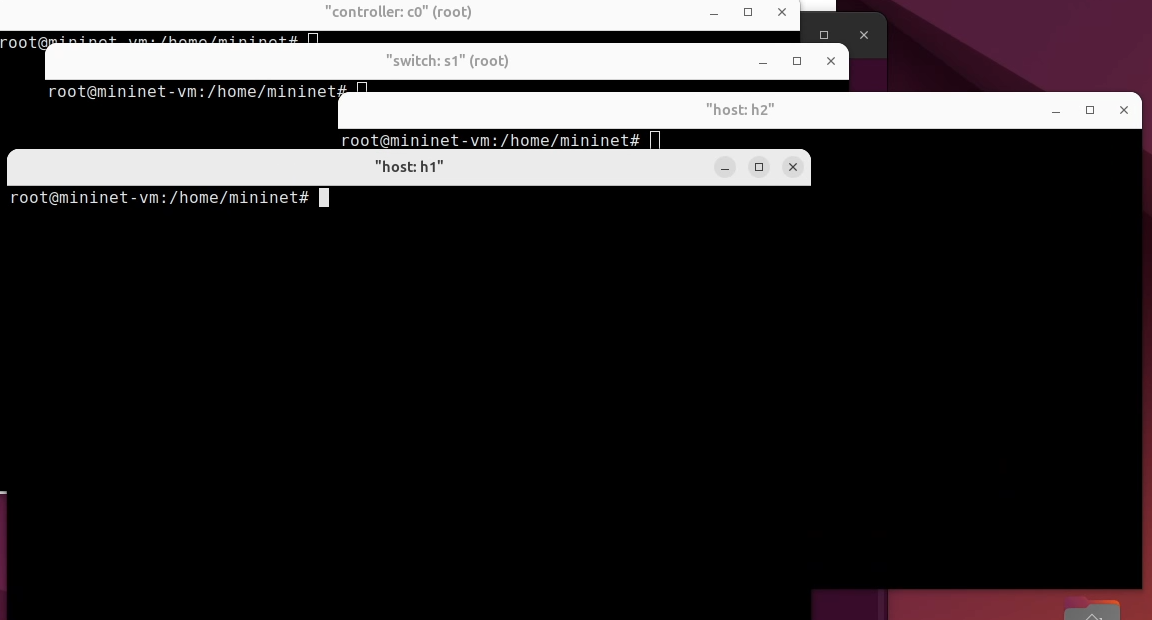 "controller: c0" (root)
root@mininet-vm:/home/mininet#
"switch: s1" (root)
root@mininet-vm:/home/mininet#
"host: h2"
root@mininet-vm:/home/mininet#
"host: h1"
root@mininet-vm:/home/mininet#